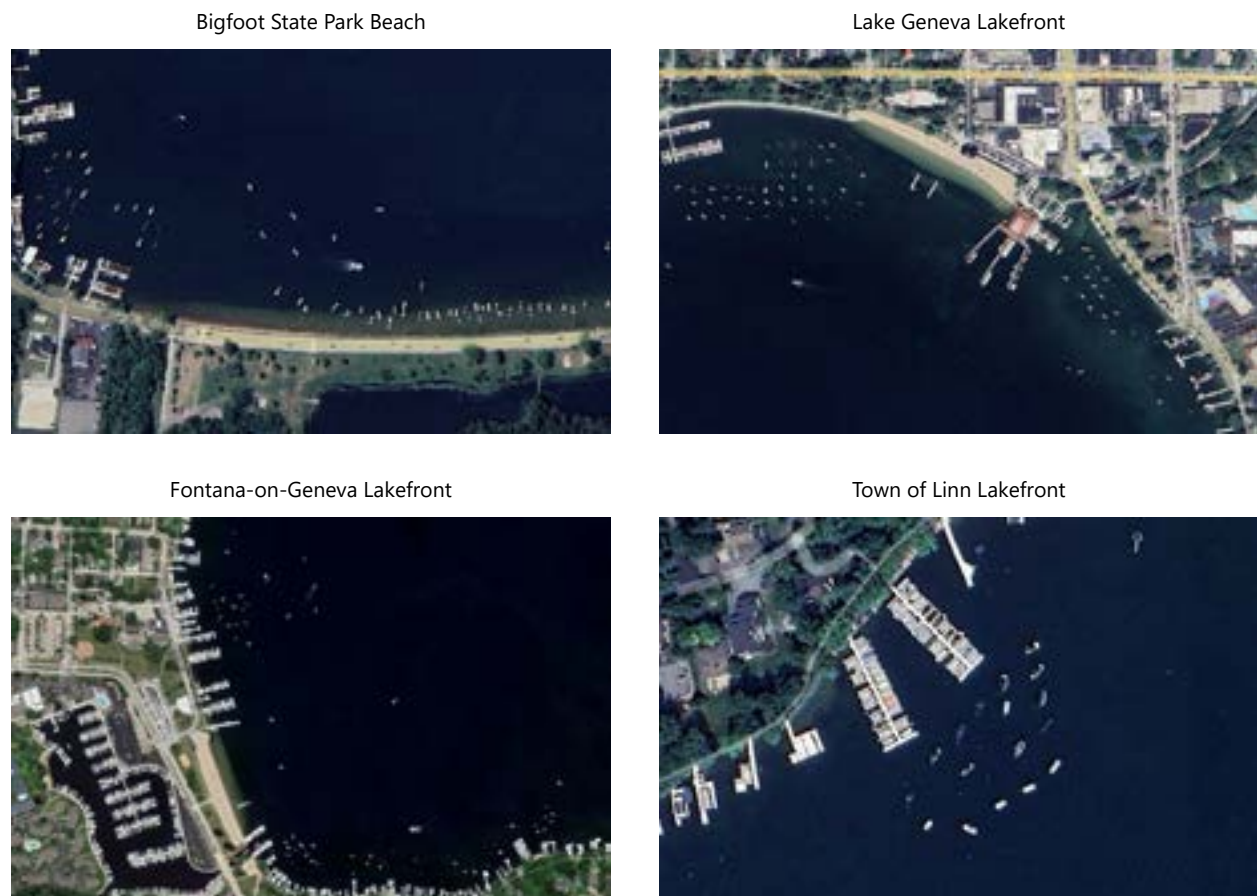 Bigfoot State Park Beach
Lake Geneva Lakefront
Fontana-on-Geneva Lakefront
Town of Linn Lakefront